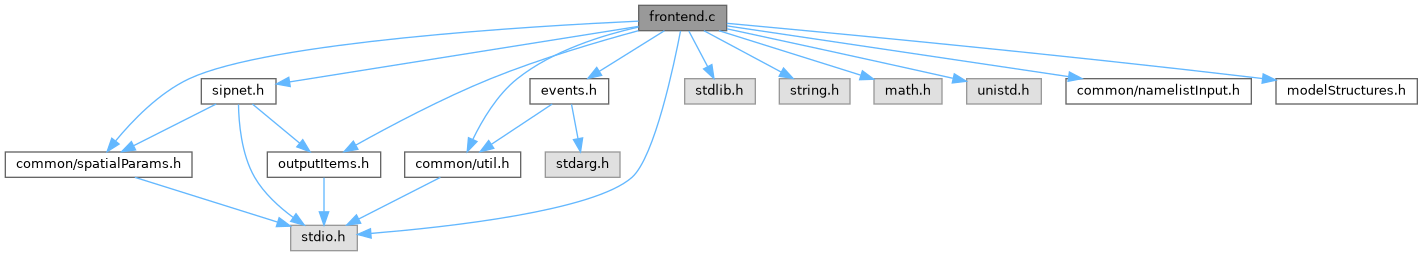 frontend.c
sipnet.h
events.h
stdlib.h
string.h
math.h
unistd.h
common/namelistInput.h
modelStructures.h
common/spatialParams.h
outputItems.h
common/util.h
stdarg.h
stdio.h